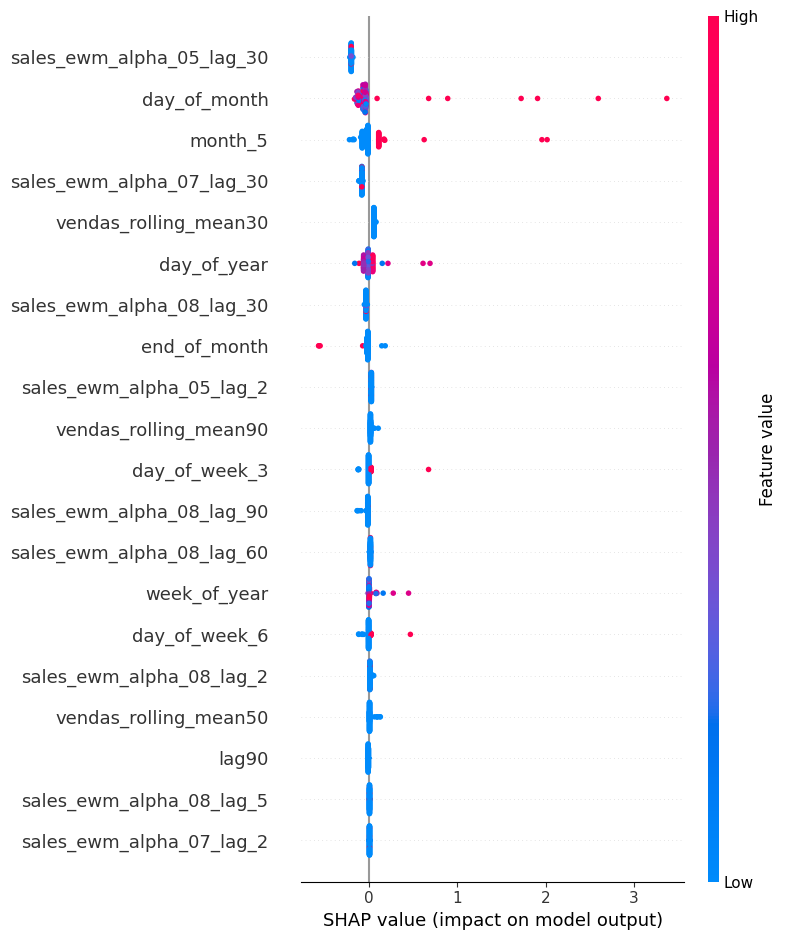 High
sales_ewm_alpha_05_lag_30
day_of_month
month_5
sales_ewm_alpha_07_lag_30
vendas_rolling_mean30
day_of_year
sales_ewm_alpha_08_lag_30
end_of_month
sales_ewm_alpha_05_lag_2
vendas_rolling_mean90
day_of_week_3
sales_ewm_alpha_08_lag_90
sales_ewm_alpha_08_lag_60
week_of_year
day_of_week_6
sales_ewm_alpha_08_lag_2
vendas_rolling_mean50
lag90
sales_ewm_alpha_08_lag_5
sales_ewm_alpha_07_lag_2
Feature value
Low
0 1 2 3
SHAP value (impact on model output)